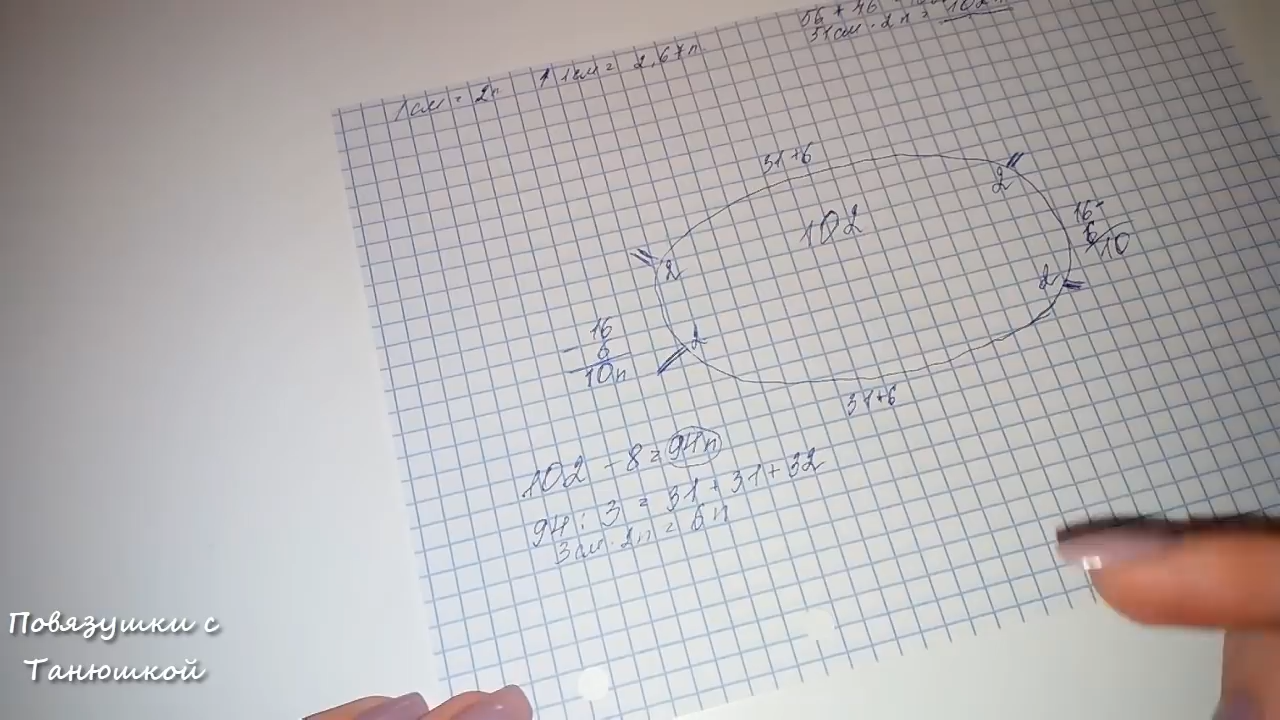 56 + 46
51см · 2п = 102п
1см = 2п 1см = 2,67п
31+6
2
102
16-
6
10
2
2
2
16
- 6
10п
31+6
102 - 8 = 94п
94 : 3 = 31 + 31 + 32
3см · 2п = 6п
Повязушки с
Танюшкой